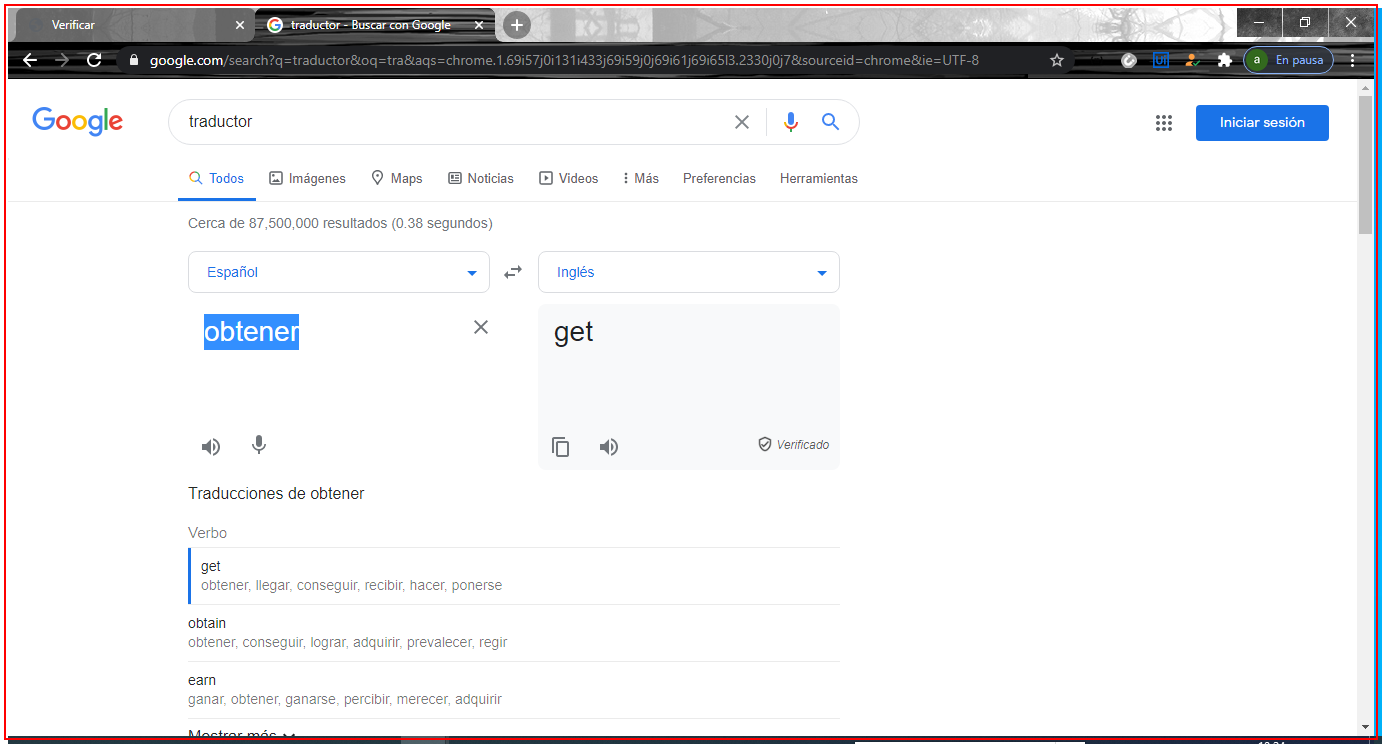 Verificar
traductor - Buscar con Google
google.com/search?q=traductor&oq=tra&aqs=chrome.1.69i57j0i131i433j69i59j0j69i61j69i65l3.2330j0j7&sourceid=chrome&ie=UTF-8
a En pausa
Google
traductor
Iniciar sesión
Todos Imágenes Maps Noticias Videos Más Preferencias Herramientas
Cerca de 87,500,000 resultados (0.38 segundos)
Español Inglés
obtener get
Verificado
Traducciones de obtener
Verbo
get
obtener, llegar, conseguir, recibir, hacer, ponerse
obtain
obtener, conseguir, lograr, adquirir, prevalecer, regir
earn
ganar, obtener, ganarse, percibir, merecer, adquirir
Mostrar más